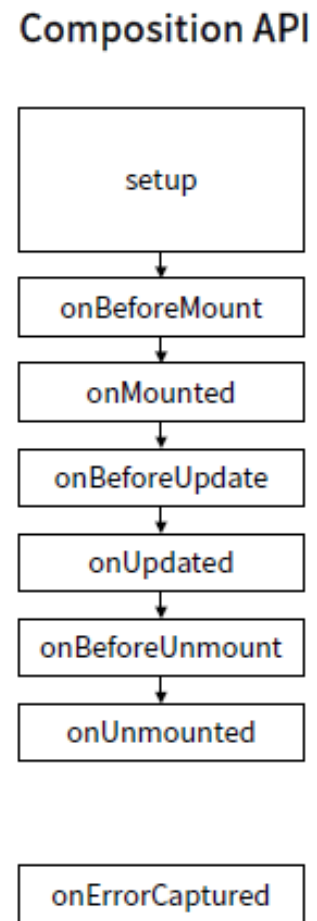 Composition API
setup
onBeforeMount
onMounted
onBeforeUpdate
onUpdated
onBeforeUnmount
onUnmounted
onErrorCaptured